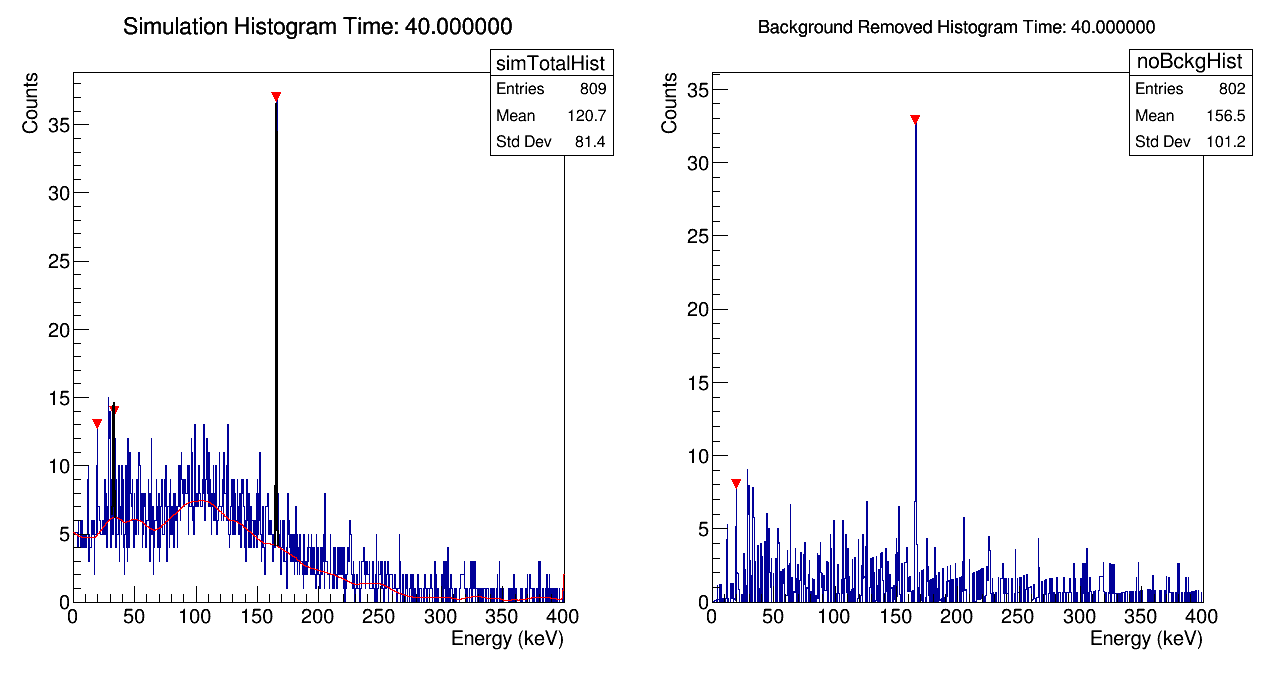 Simulation Histogram Time: 40.000000
simTotalHist
Entries 809
Mean 120.7
Std Dev 81.4
Counts
35
30
25
20
15
10
5
0
0 50 100 150 200 250 300 350 400
Energy (keV)
Background Removed Histogram Time: 40.000000
noBckgHist
Entries 802
Mean 156.5
Std Dev 101.2
Counts
35
30
25
20
15
10
5
0
0 50 100 150 200 250 300 350 400
Energy (keV)